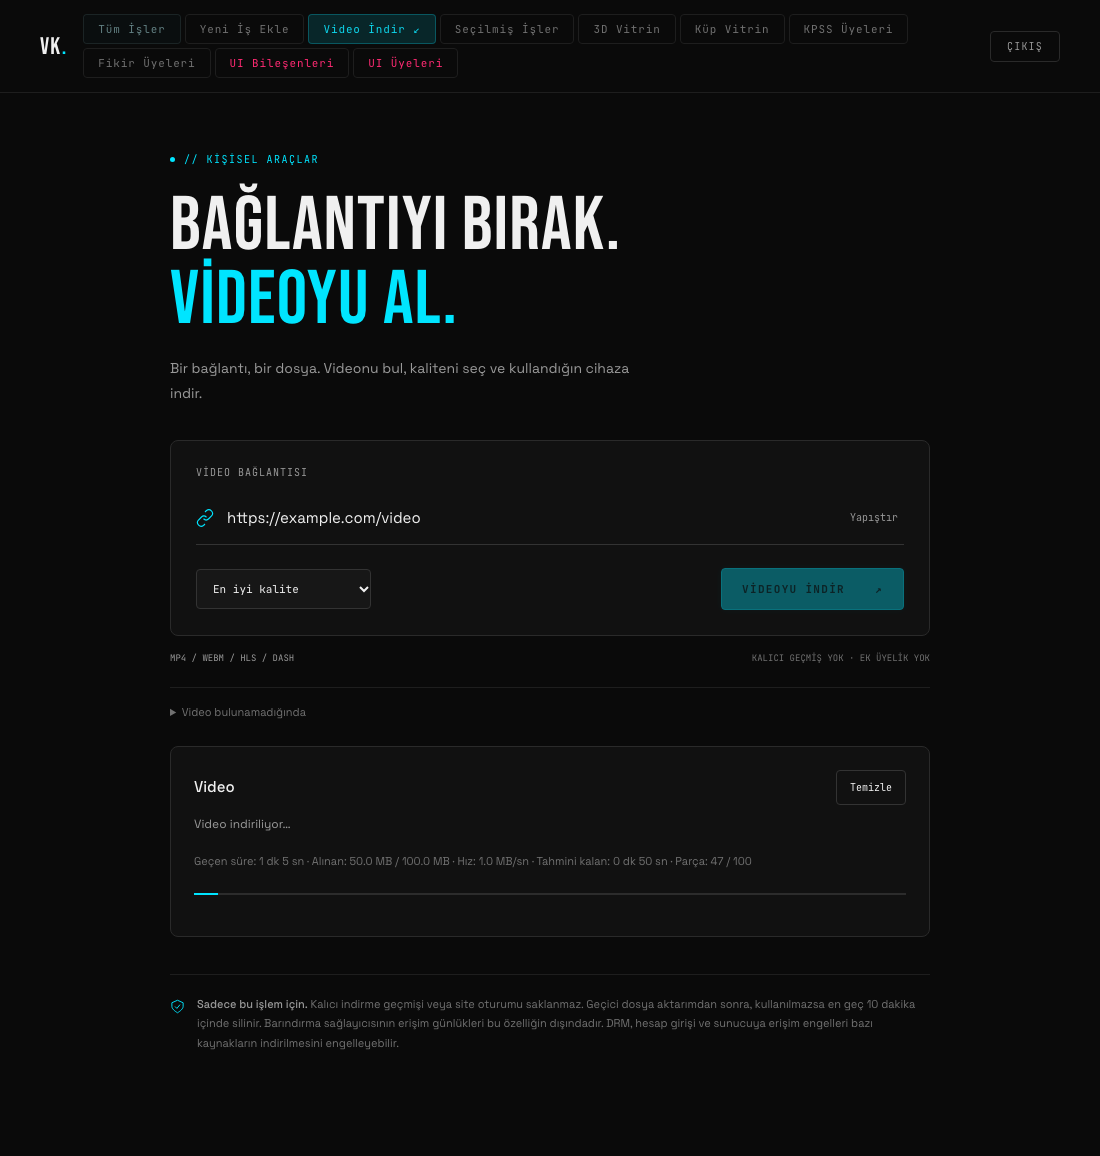 VK.
Tüm İşler
Yeni İş Ekle
Video İndir ↙
Seçilmiş İşler
3D Vitrin
Küp Vitrin
KPSS Üyeleri
Fikir Üyeleri
UI Bileşenleri
UI Üyeleri
ÇIKIŞ
// KİŞİSEL ARAÇLAR
BAĞLANTIYI BIRAK.
VİDEOYU AL.
Bir bağlantı, bir dosya. Videonu bul, kaliteni seç ve kullandığın cihaza
indir.
VİDEO BAĞLANTISI
https://example.com/video
Yapıştır
En iyi kalite
VİDEOYU İNDİR ↗
MP4 / WEBM / HLS / DASH
KALICI GEÇMİŞ YOK · EK ÜYELİK YOK
Video bulunamadığında
Video
Temizle
Video indiriliyor…
Geçen süre: 1 dk 5 sn · Alınan: 50.0 MB / 100.0 MB · Hız: 1.0 MB/sn · Tahmini kalan: 0 dk 50 sn · Parça: 47 / 100
Sadece bu işlem için. Kalıcı indirme geçmişi veya site oturumu saklanmaz. Geçici dosya aktarımdan sonra, kullanılmazsa en geç 10 dakika
içinde silinir. Barındırma sağlayıcısının erişim günlükleri bu özelliğin dışındadır. DRM, hesap girişi ve sunucuya erişim engelleri bazı
kaynakların indirilmesini engelleyebilir.